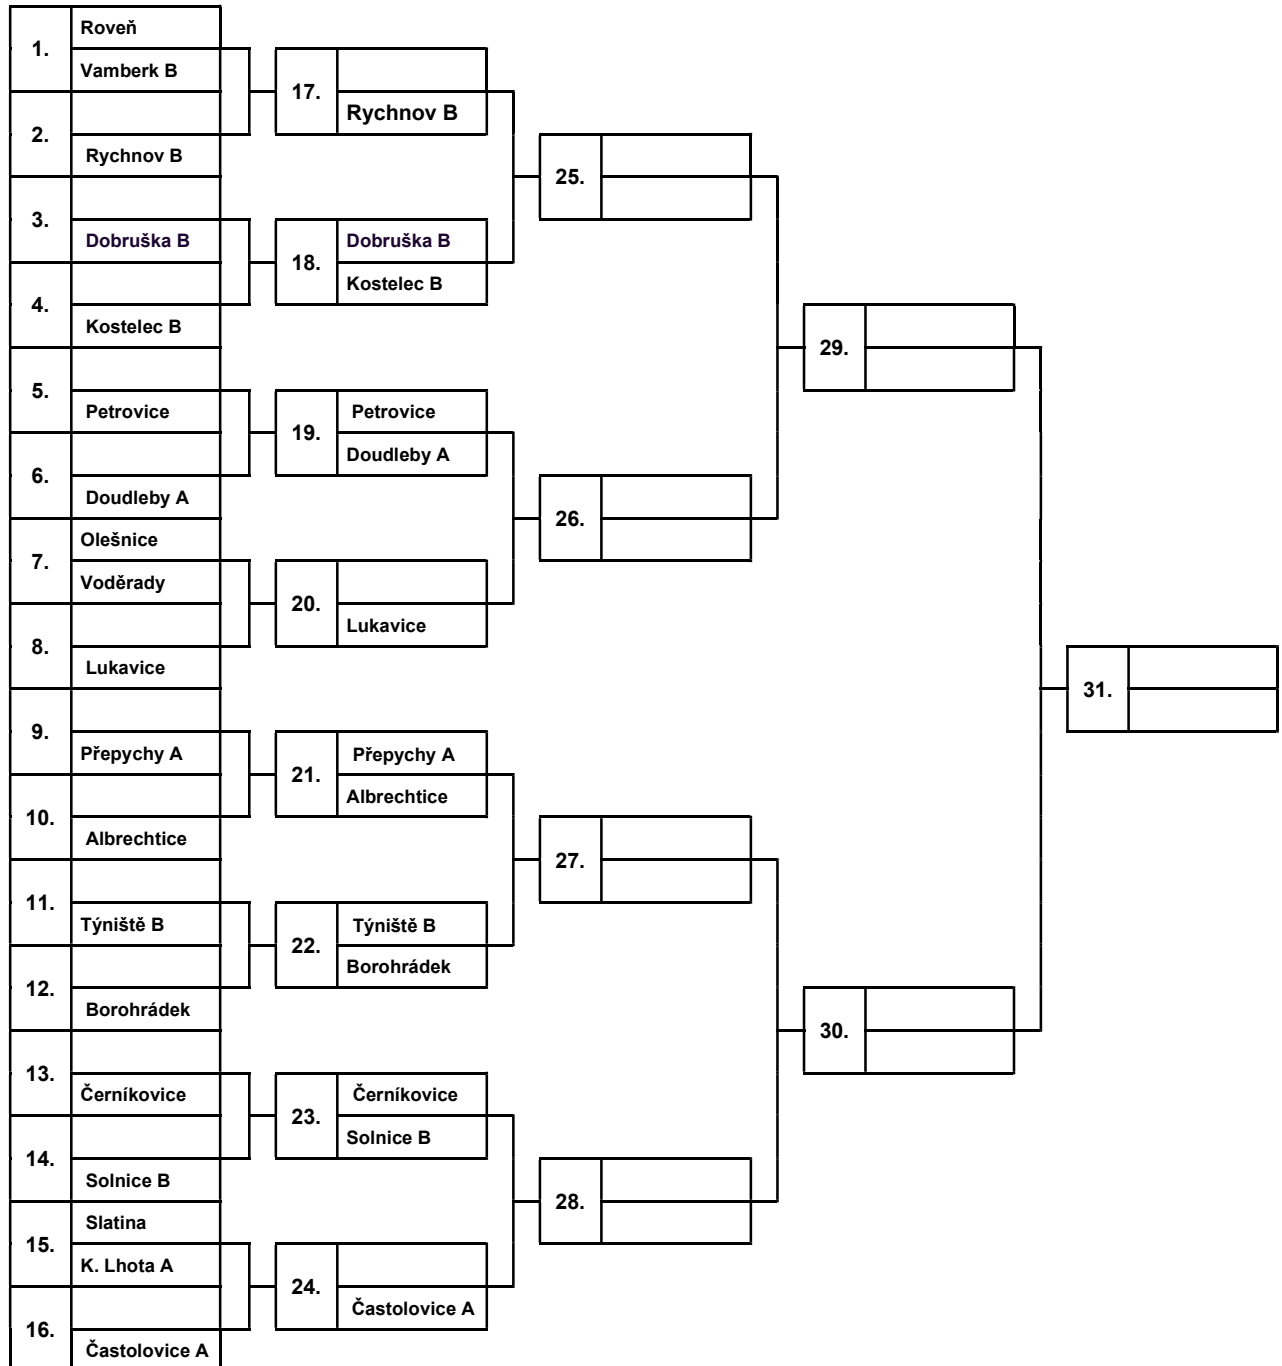 1.
Roveň
Vamberk B
2.
Rychnov B
3.
Dobruška B
4.
Kostelec B
5.
Petrovice
6.
Doudleby A
7.
Olešnice
Voděrady
8.
Lukavice
9.
Přepychy A
10.
Albrechtice
11.
Týniště B
12.
Borohrádek
13.
Černíkovice
14.
Solnice B
15.
Slatina
K. Lhota A
16.
Častolovice A
17.
Rychnov B
18.
Dobruška B
Kostelec B
19.
Petrovice
Doudleby A
20.
Lukavice
21.
Přepychy A
Albrechtice
22.
Týniště B
Borohrádek
23.
Černíkovice
Solnice B
24.
Častolovice A
25.
26.
27.
28.
29.
30.
31.